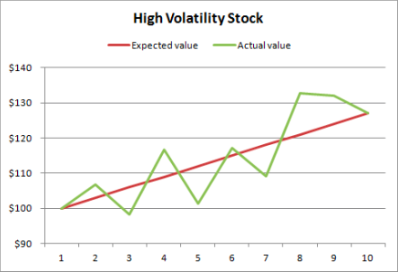 High Volatility Stock
Expected value Actual value
$140
$130
$120
$110
$100
$90
1 2 3 4 5 6 7 8 9 10